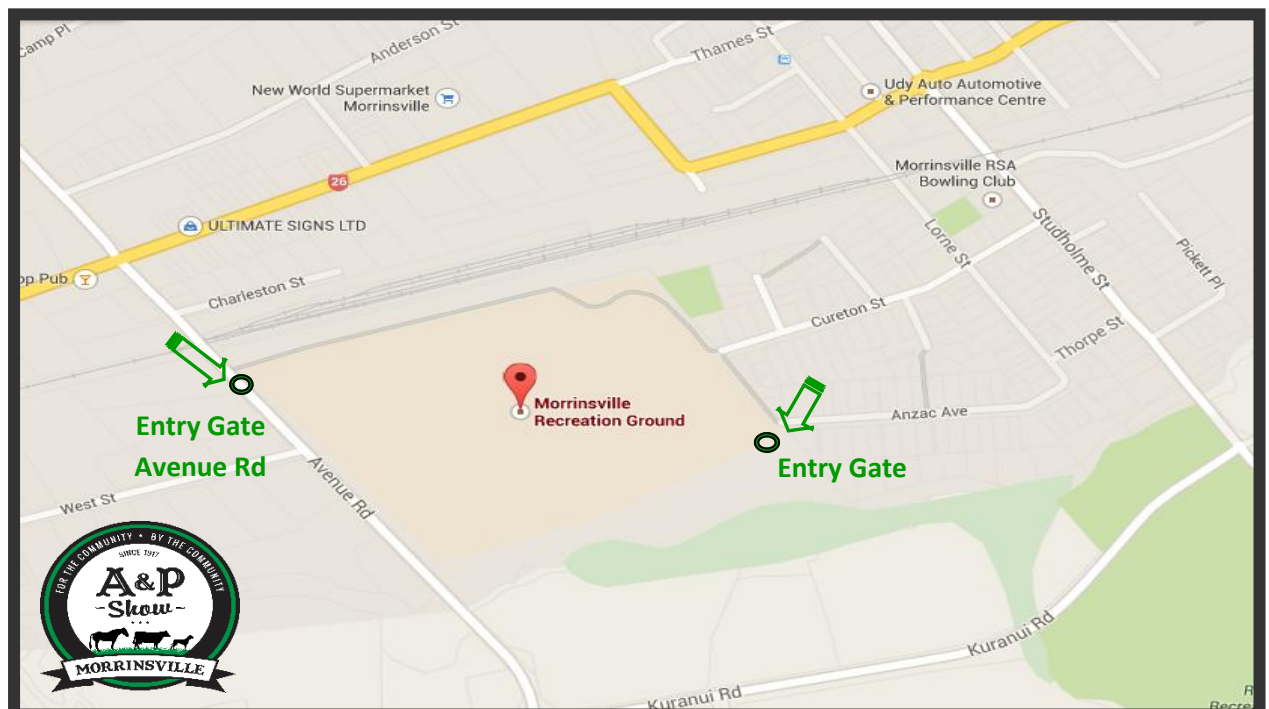 Camp Pl
Anderson St
Thames St
New World Supermarket
Morrinsville
Udy Auto Automotive
& Performance Centre
26
Morrinsville RSA
Bowling Club
ULTIMATE SIGNS LTD
Lorne St
Studholme St
Pickett Pl
op Pub
Charleston St
Cureton St
Thorpe St
Morrinsville
Recreation Ground
Anzac Ave
Entry Gate
Avenue Rd
Entry Gate
West St
Avenue Rd
FOR THE COMMUNITY • BY THE COMMUNITY
SINCE 1917
A&P
-Show-
MORRINSVILLE
Kuranui Rd
Kuranui Rd
R
Recre